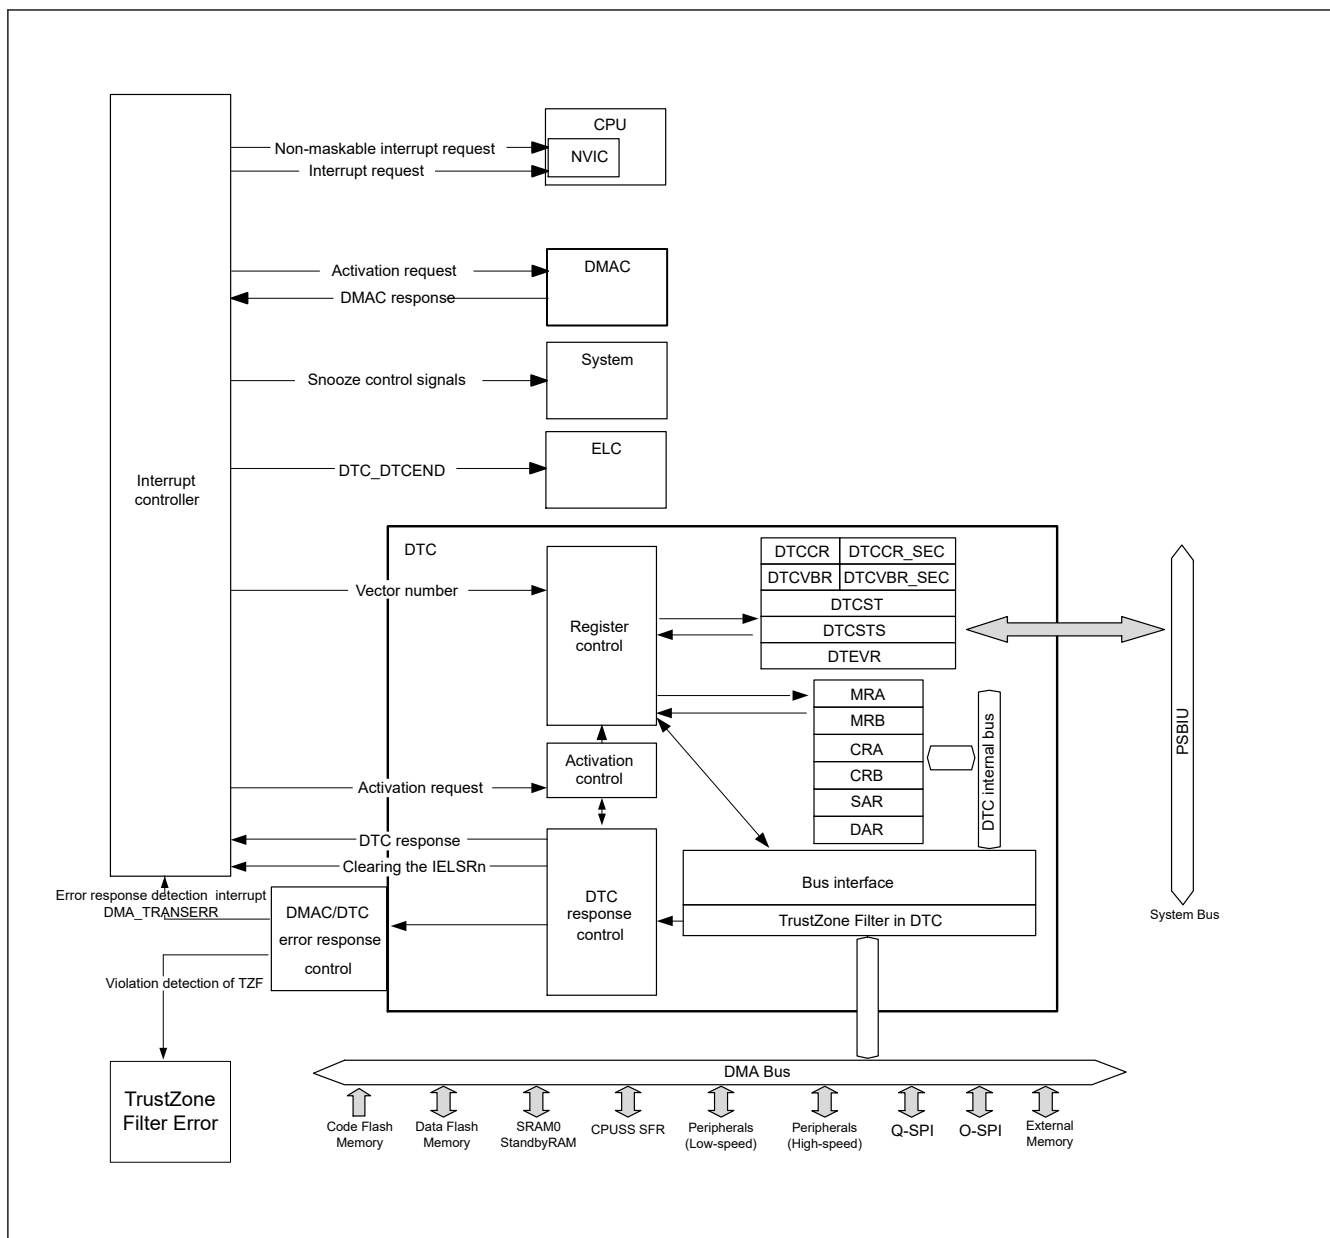 CPU
Non-maskable interrupt request
NVIC
Interrupt request
Activation request
DMAC
DMAC response
System
Snooze control signals
ELC
DTC_DTCEND
Interrupt
controller
DTC
Vector number
Register
control
DTCCR
DTCCR_SEC
DTCVBR
DTCVBR_SEC
DTCST
DTCSTS
DTEVR
MRA
MRB
CRA
CRB
SAR
DAR
DTC internal bus
PSBIU
System Bus
Activation
control
Activation request
DTC response
Clearing the IELSRn
DTC
response
control
Bus interface
TrustZone Filter in DTC
Error response detection interrupt
DMA_TRANSERR
DMAC/DTC
error response
control
Violation detection of TZF
TrustZone
Filter Error
DMA Bus
Code Flash
Memory
Data Flash
Memory
SRAM0
StandbyRAM
CPUSS SFR
Peripherals
(Low-speed)
Peripherals
(High-speed)
Q-SPI
O-SPI
External
Memory